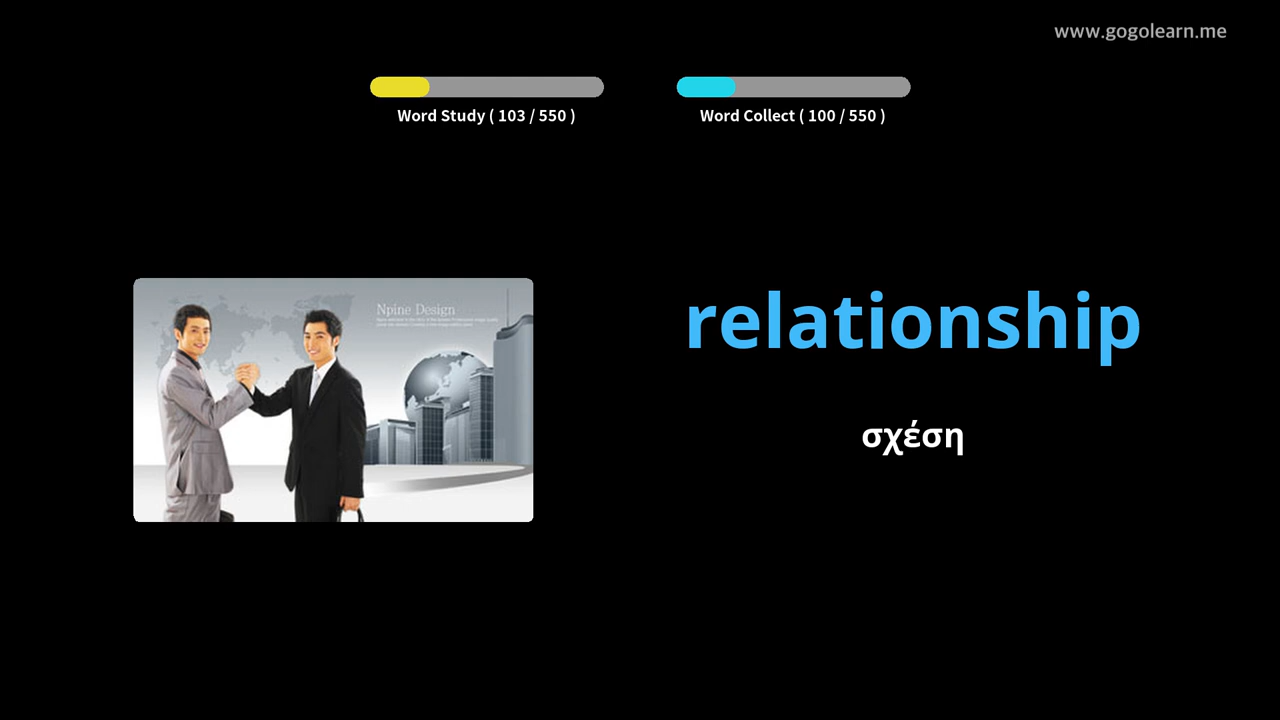 www.gogolearn.me
Word Study ( 103 / 550 )
Word Collect ( 100 / 550 )
Npine Design
relationship
σχέση